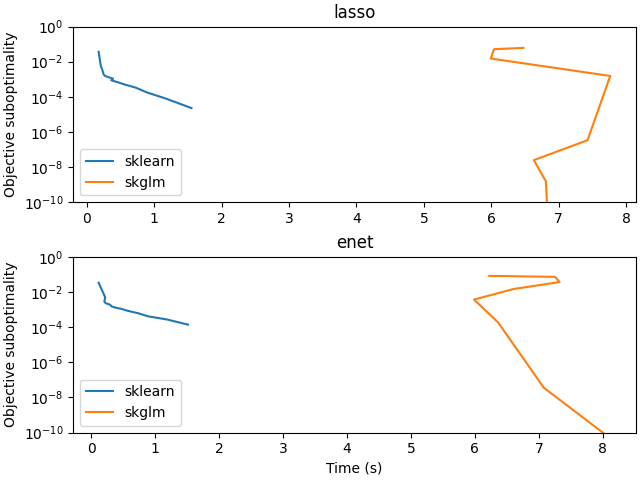 lasso
Objective suboptimality
10^0
10^-2
10^-4
10^-6
10^-8
10^-10
sklearn
skglm
0 1 2 3 4 5 6 7 8
enet
Objective suboptimality
10^0
10^-2
10^-4
10^-6
10^-8
10^-10
sklearn
skglm
0 1 2 3 4 5 6 7 8
Time (s)